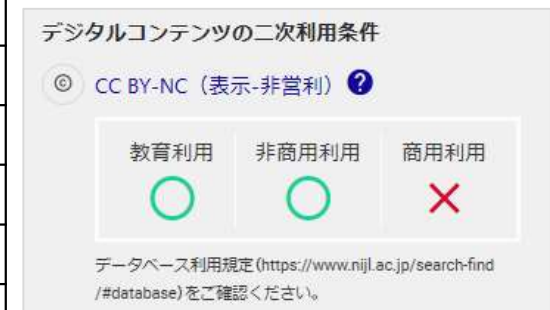 デジタルコンテンツの二次利用条件
© CC BY-NC（表示-非営利） ?
教育利用 非商用利用 商用利用
データベース利用規定(https://www.nijl.ac.jp/search-find
/#database)をご確認ください。